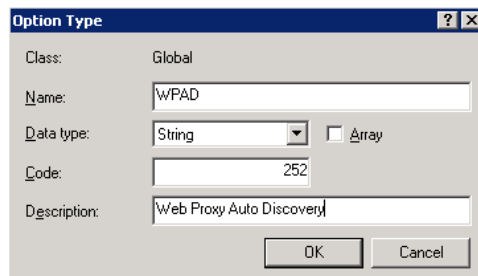 Option Type
Class: Global
Name: WPAD
Data type: String Array
Code: 252
Description: Web Proxy Auto Discovery
OK Cancel